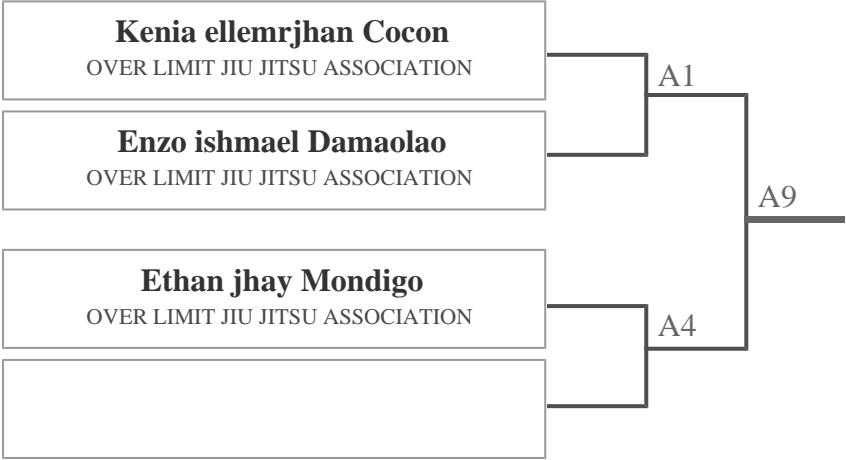 Kenia ellemrjhan Cocon
OVER LIMIT JIU JITSU ASSOCIATION
A1
Enzo ishmael Damaolao
OVER LIMIT JIU JITSU ASSOCIATION
A9
Ethan jhay Mondigo
OVER LIMIT JIU JITSU ASSOCIATION
A4